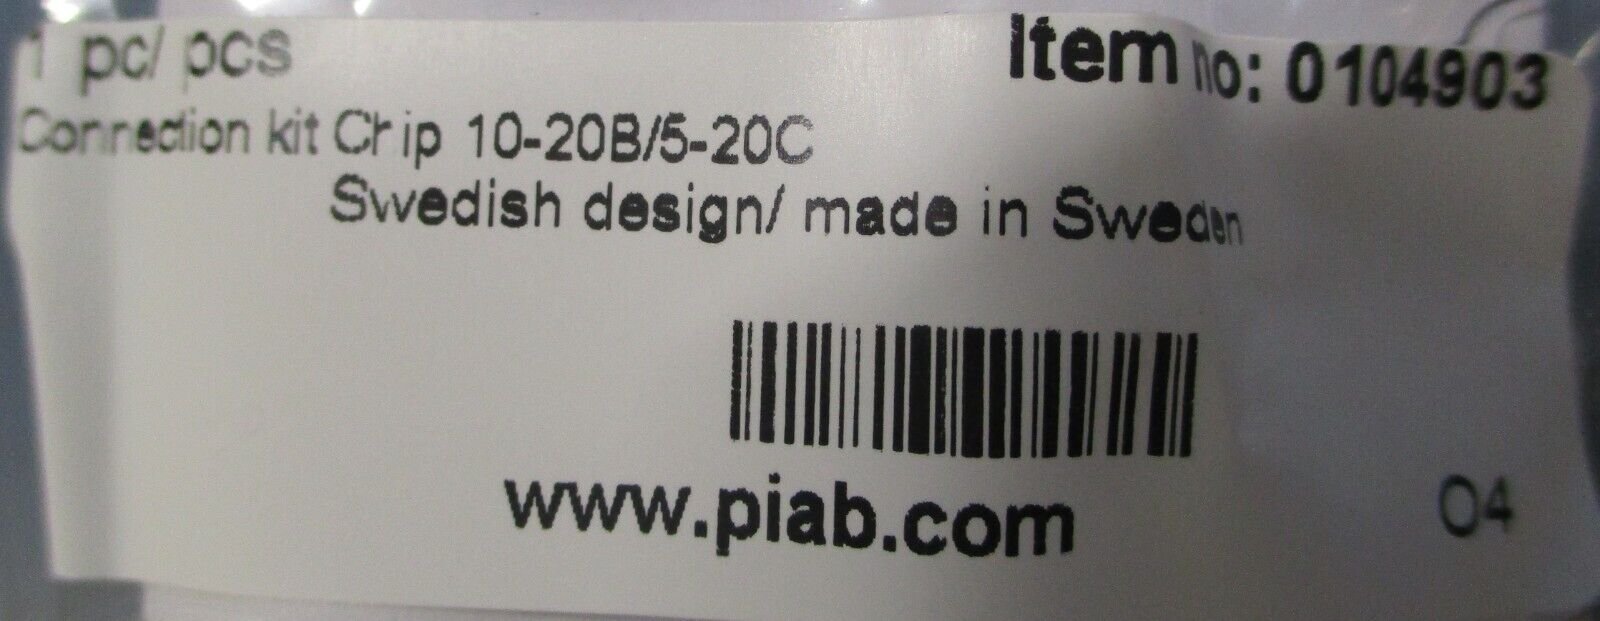 1 pc/ pcs
Item no: 0104903
Connection kit Chip 10-20B/5-20C
Swedish design/ made in Sweden
www.piab.com
O4